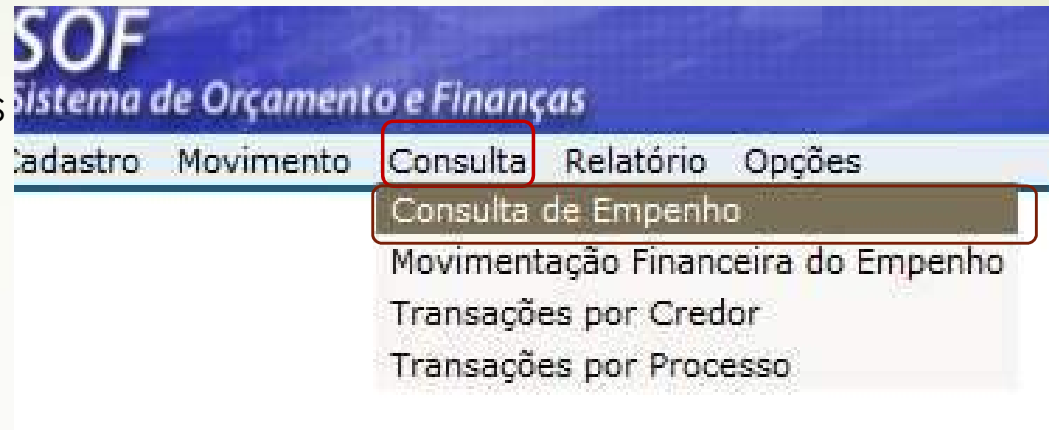 SOF
Sistema de Orçamento e Finanças
Cadastro Movimento Consulta Relatório Opções
Consulta de Empenho
Movimentação Financeira do Empenho
Transações por Credor
Transações por Processo